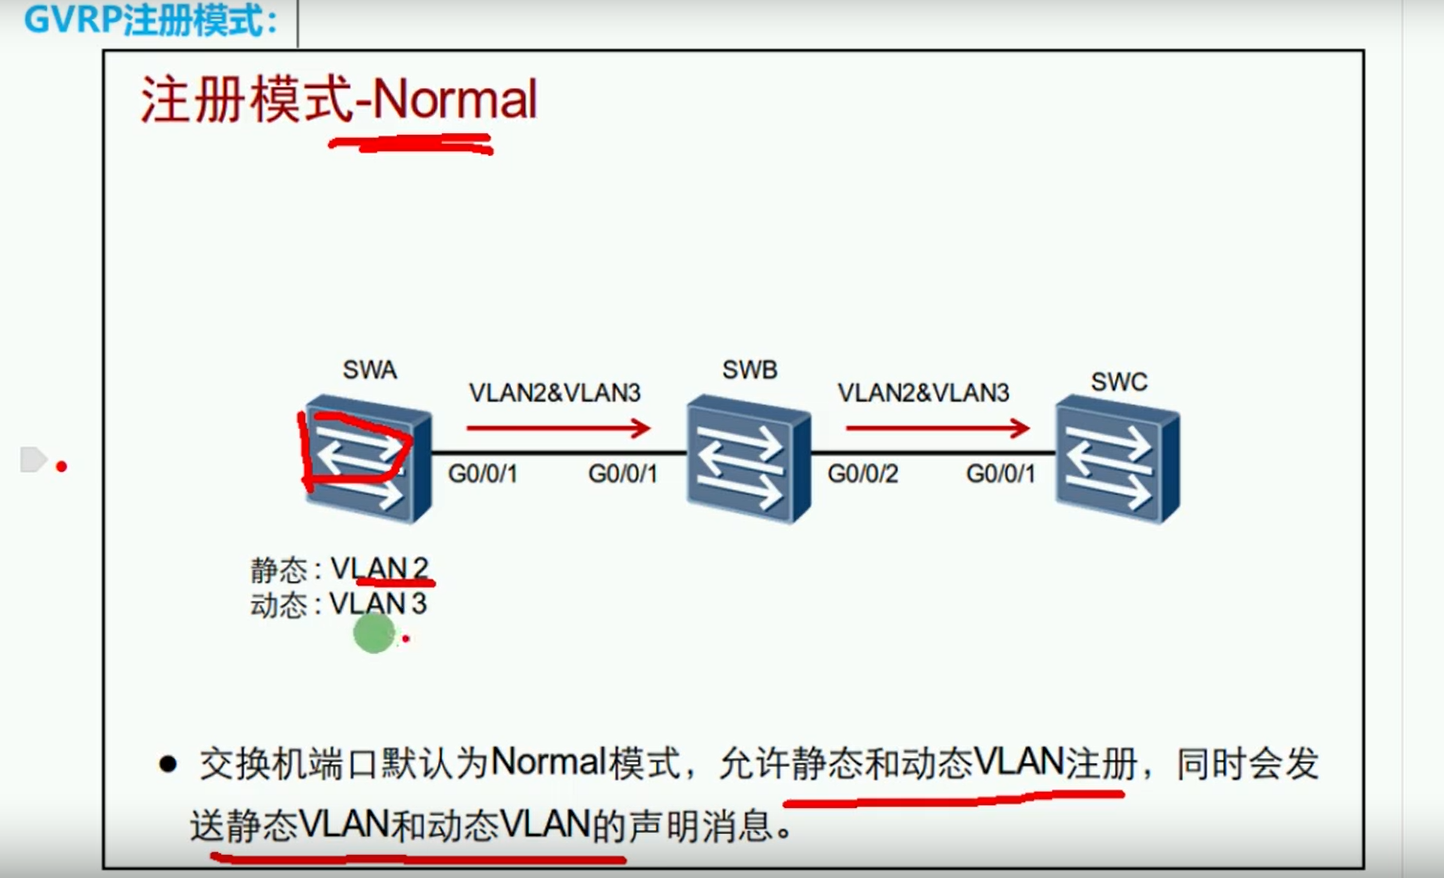 GVRP注册模式：
注册模式-Normal
SWA
SWB
SWC
VLAN2&VLAN3
VLAN2&VLAN3
G0/0/1
G0/0/1
G0/0/2
G0/0/1
静态：VLAN 2
动态：VLAN 3
● 交换机端口默认为Normal模式，允许静态和动态VLAN注册，同时会发
送静态VLAN和动态VLAN的声明消息。